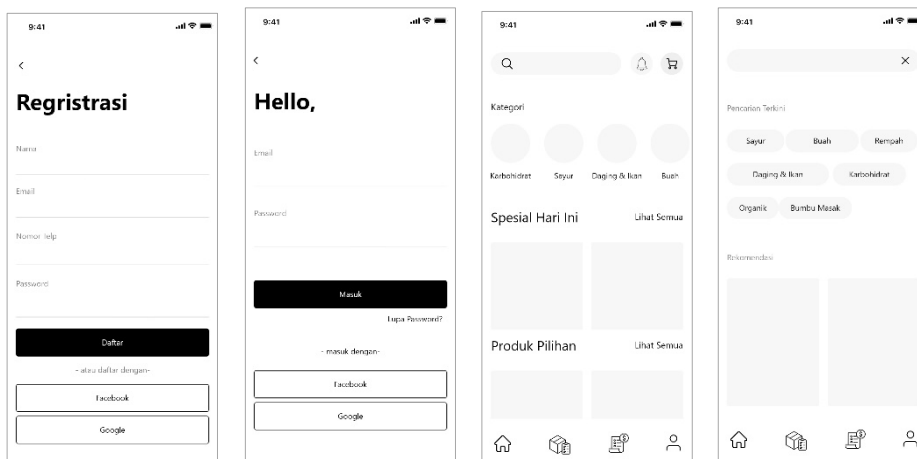 9:41
<
Regristrasi
Nama
Email
Nomor Telp
Password
Daftar
- atau daftar dengan-
Facebook
Google
9:41
<
Hello,
Email
Password
Masuk
Lupa Password?
- masuk dengan-
Facebook
Google
9:41
Kategori
Karbohidrat Sayur Daging & Ikan Buah
Spesial Hari Ini Lihat Semua
Produk Pilihan Lihat Semua
9:41
Pencarian Terkini
Sayur Buah Rempah
Daging & Ikan Karbohidrat
Organik Bumbu Masak
Rekomendasi